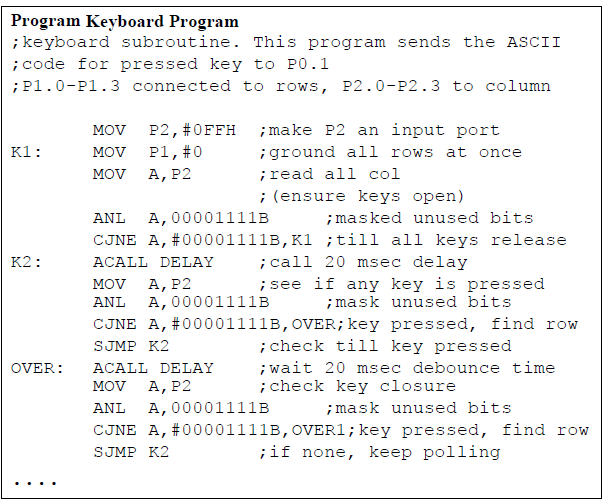 Program Keyboard Program
;keyboard subroutine. This program sends the ASCII
;code for pressed key to P0.1
;P1.0-P1.3 connected to rows, P2.0-P2.3 to column
MOV P2,#0FFH ;make P2 an input port
K1: MOV P1,#0 ;ground all rows at once
MOV A,P2 ;read all col
;(ensure keys open)
ANL A,00001111B ;masked unused bits
CJNE A,#00001111B,K1 ;till all keys release
K2: ACALL DELAY ;call 20 msec delay
MOV A,P2 ;see if any key is pressed
ANL A,00001111B ;mask unused bits
CJNE A,#00001111B,OVER;key pressed, find row
SJMP K2 ;check till key pressed
OVER: ACALL DELAY ;wait 20 msec debounce time
MOV A,P2 ;check key closure
ANL A,00001111B ;mask unused bits
CJNE A,#00001111B,OVER1;key pressed, find row
SJMP K2 ;if none, keep polling
....